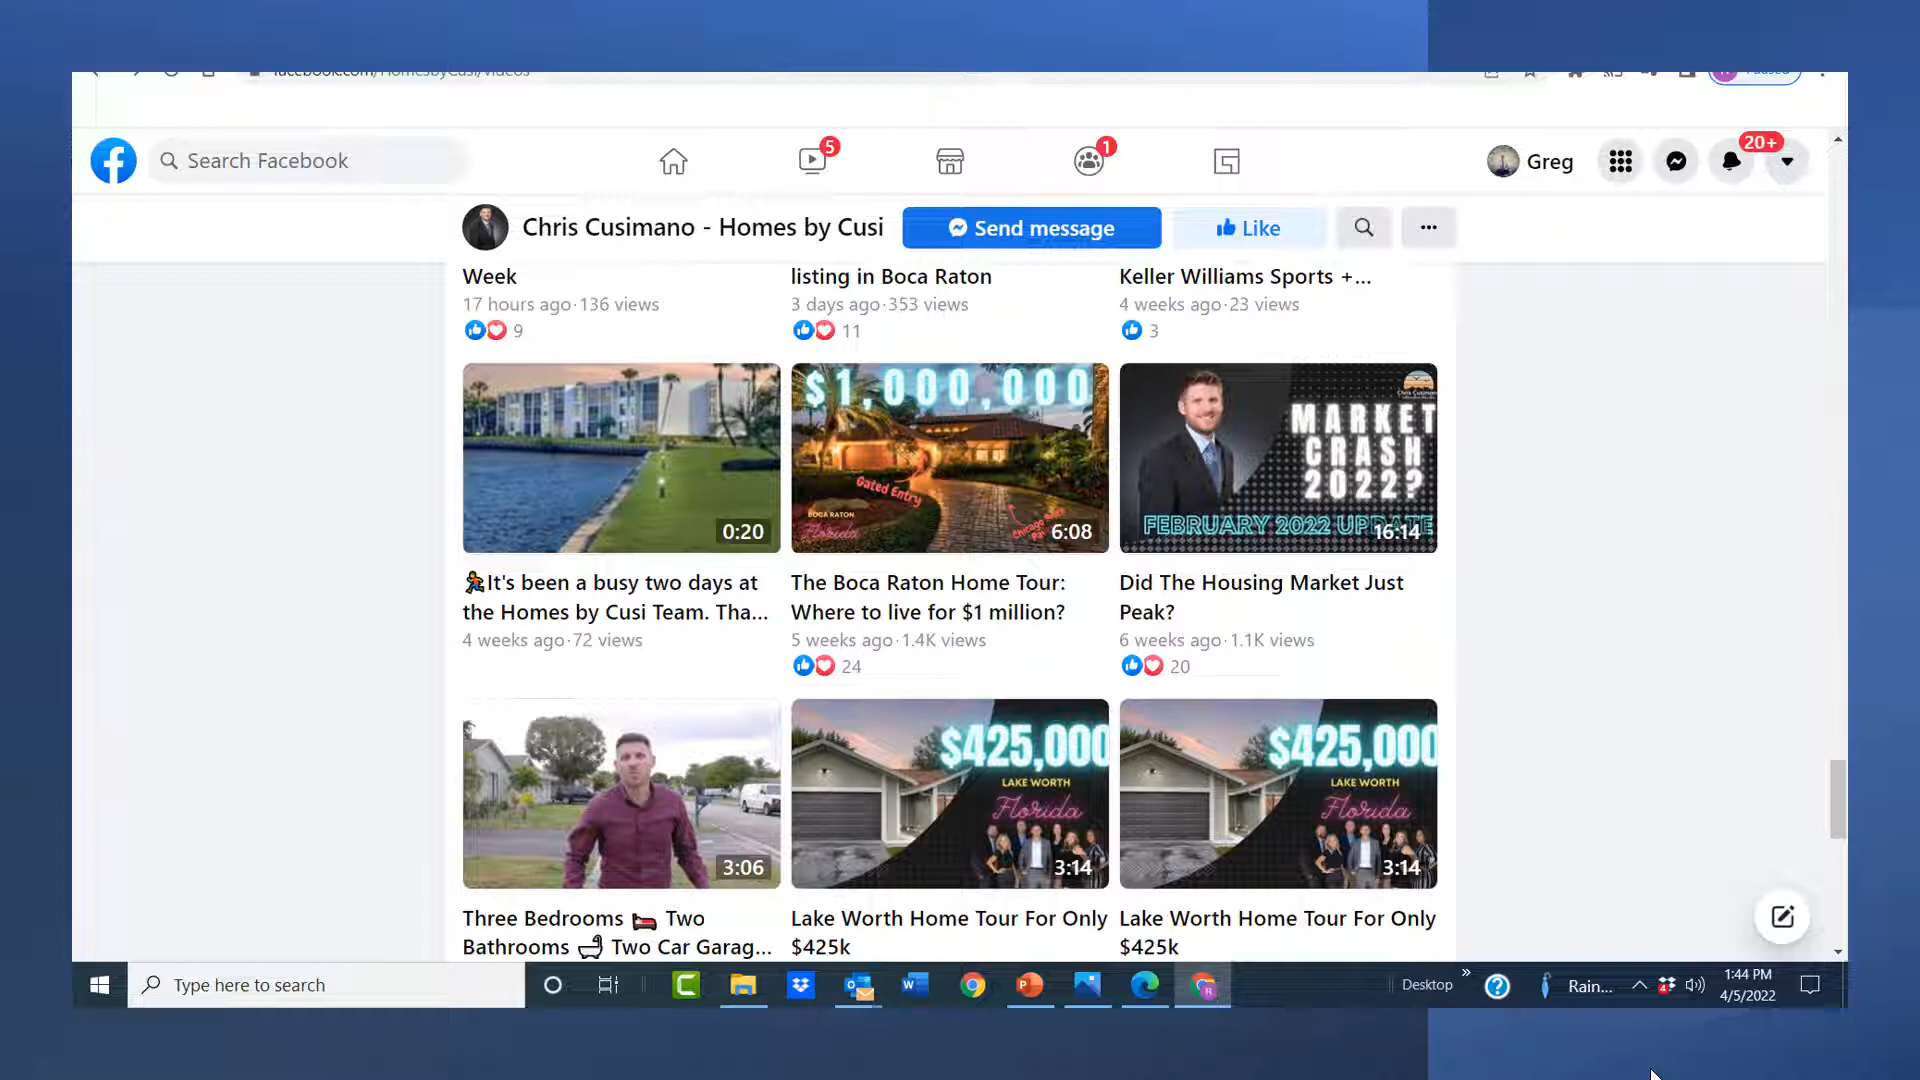 facebook.com/HomesbyCusi/videos
Paused
Search Facebook
5
1
Greg
20+
Chris Cusimano - Homes by Cusi
Send message
Like
Week
17 hours ago·136 views
9
listing in Boca Raton
3 days ago·353 views
11
Keller Williams Sports +...
4 weeks ago·23 views
3
0:20
$1,000,000
Gated Entry
BOCA RATON
Florida
6:08
MARKET
CRASH
2022?
FEBRUARY 2022 UPDATE
16:14
🏃It's been a busy two days at
the Homes by Cusi Team. Tha...
4 weeks ago·72 views
The Boca Raton Home Tour:
Where to live for $1 million?
5 weeks ago·1.4K views
24
Did The Housing Market Just
Peak?
6 weeks ago·1.1K views
20
3:06
$425,000
LAKE WORTH
Florida
3:14
$425,000
LAKE WORTH
Florida
3:14
Three Bedrooms 🛏️ Two
Bathrooms 🛁 Two Car Garag...
Lake Worth Home Tour For Only
$425k
Lake Worth Home Tour For Only
$425k
Type here to search
Desktop
Rain...
1:44 PM
4/5/2022